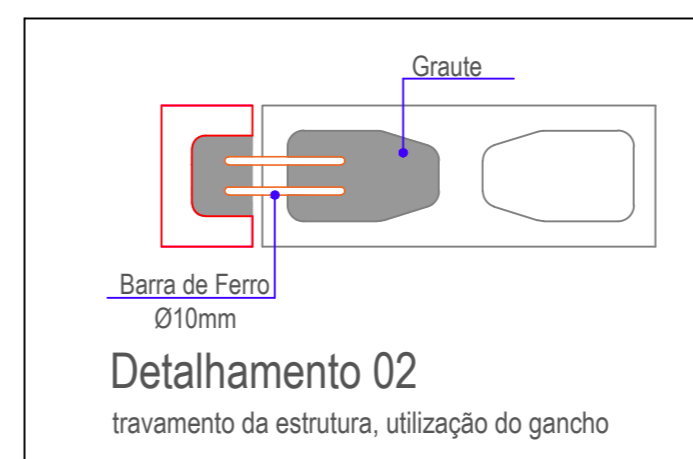 Graute
Barra de Ferro
Ø10mm
Detalhamento 02
travamento da estrutura, utilização do gancho